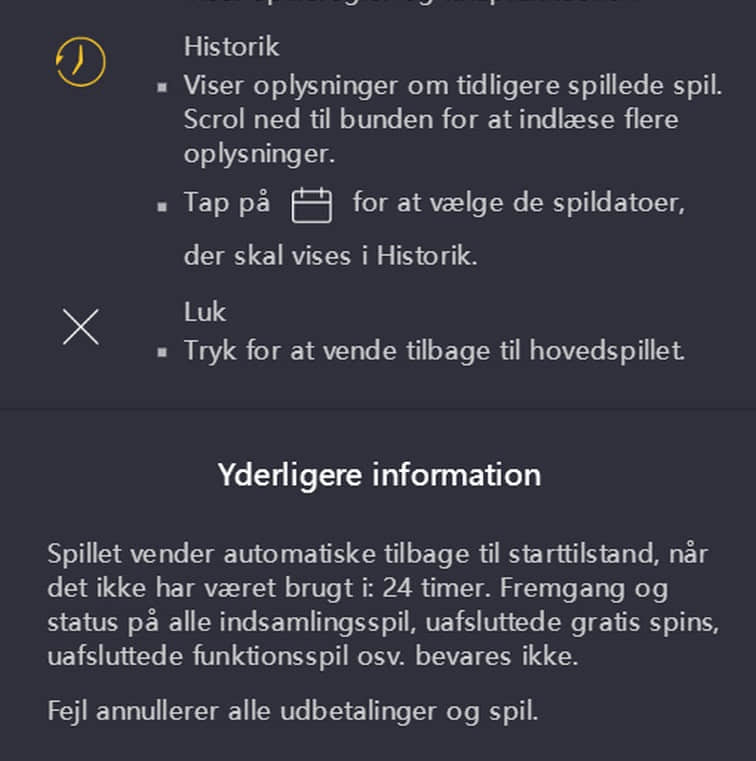 Historik
▪ Viser oplysninger om tidligere spillede spil.
Scrol ned til bunden for at indlæse flere
oplysninger.
▪ Tap på for at vælge de spildatoer,
der skal vises i Historik.
Luk
▪ Tryk for at vende tilbage til hovedspillet.
Yderligere information
Spillet vender automatiske tilbage til starttilstand, når
det ikke har været brugt i: 24 timer. Fremgang og
status på alle indsamlingsspil, uafsluttede gratis spins,
uafsluttede funktionsspil osv. bevares ikke.
Fejl annullerer alle udbetalinger og spil.